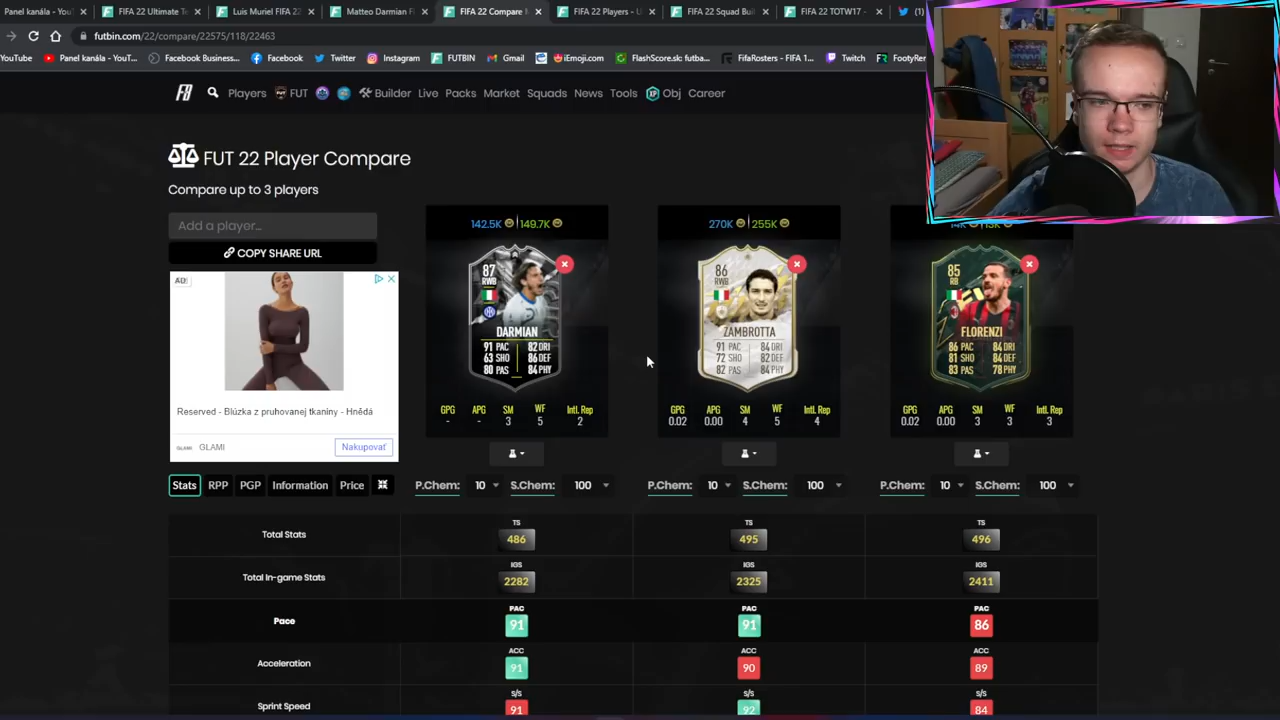 Panel kanála - YouT...
FIFA 22 Ultimate Te
Luis Muriel FIFA 22
Matteo Darmian Fi
FIFA 22 Compare
FIFA 22 Players - U
FIFA 22 Squad Buil
FIFA 22 TOTW17 -
futbin.com/22/compare/22575/118/22463
YouTube
Panel kanála - YouT...
Facebook Business...
Facebook
Twitter
Instagram
FUTBIN
Gmail
iEmoji.com
FlashScore.sk: futba...
FifaRosters - FIFA 1...
Twitch
FootyRen
Players
FUT
Builder
Live
Packs
Market
Squads
News
Tools
Obj
Career
FUT 22 Player Compare
Compare up to 3 players
Add a player...
COPY SHARE URL
AD
Reserved - Blúzka z pruhovanej tkaniny - Hnědá
GLAMI GLAMI Nakupovať
142.5K 149.7K
87
RWB
DARMIAN
91 PAC 82 DRI
63 SHO 86 DEF
80 PAS 84 PHY
GPG APG SM WF Intl. Rep
- - 3 5 2
270K 255K
86
RWB
ZAMBROTTA
91 PAC 84 DRI
72 SHO 82 DEF
82 PAS 84 PHY
GPG APG SM WF Intl. Rep
0.02 0.00 4 5 4
14K 13K
85
RB
FLORENZI
86 PAC 84 DRI
81 SHO 84 DEF
83 PAS 78 PHY
GPG APG SM WF Intl. Rep
0.02 0.00 3 3 3
Stats RPP PGP Information Price
P.Chem: 10 S.Chem: 100
P.Chem: 10 S.Chem: 100
P.Chem: 10 S.Chem: 100
TS TS TS
Total Stats 486 495 496
IGS IGS IGS
Total In-game Stats 2282 2325 2411
PAC PAC PAC
Pace 91 91 86
ACC ACC ACC
Acceleration 91 90 89
S/S S/S S/S
Sprint Speed 91 92 84